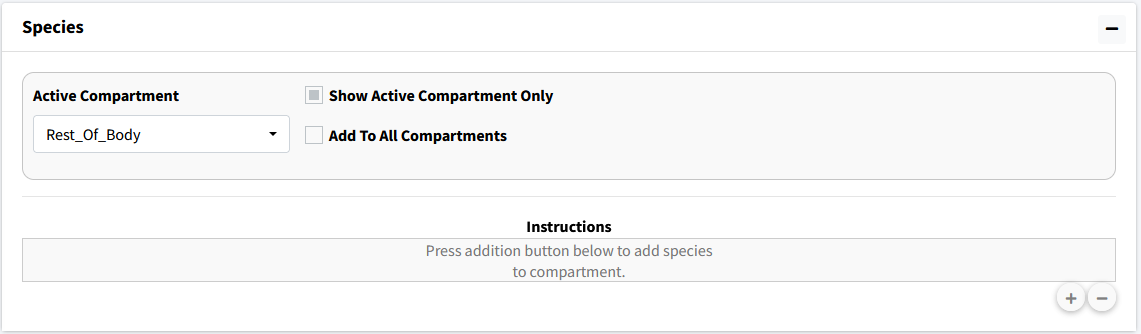 Species
Active Compartment
Show Active Compartment Only
Rest_Of_Body
Add To All Compartments
Instructions
Press addition button below to add species
to compartment.